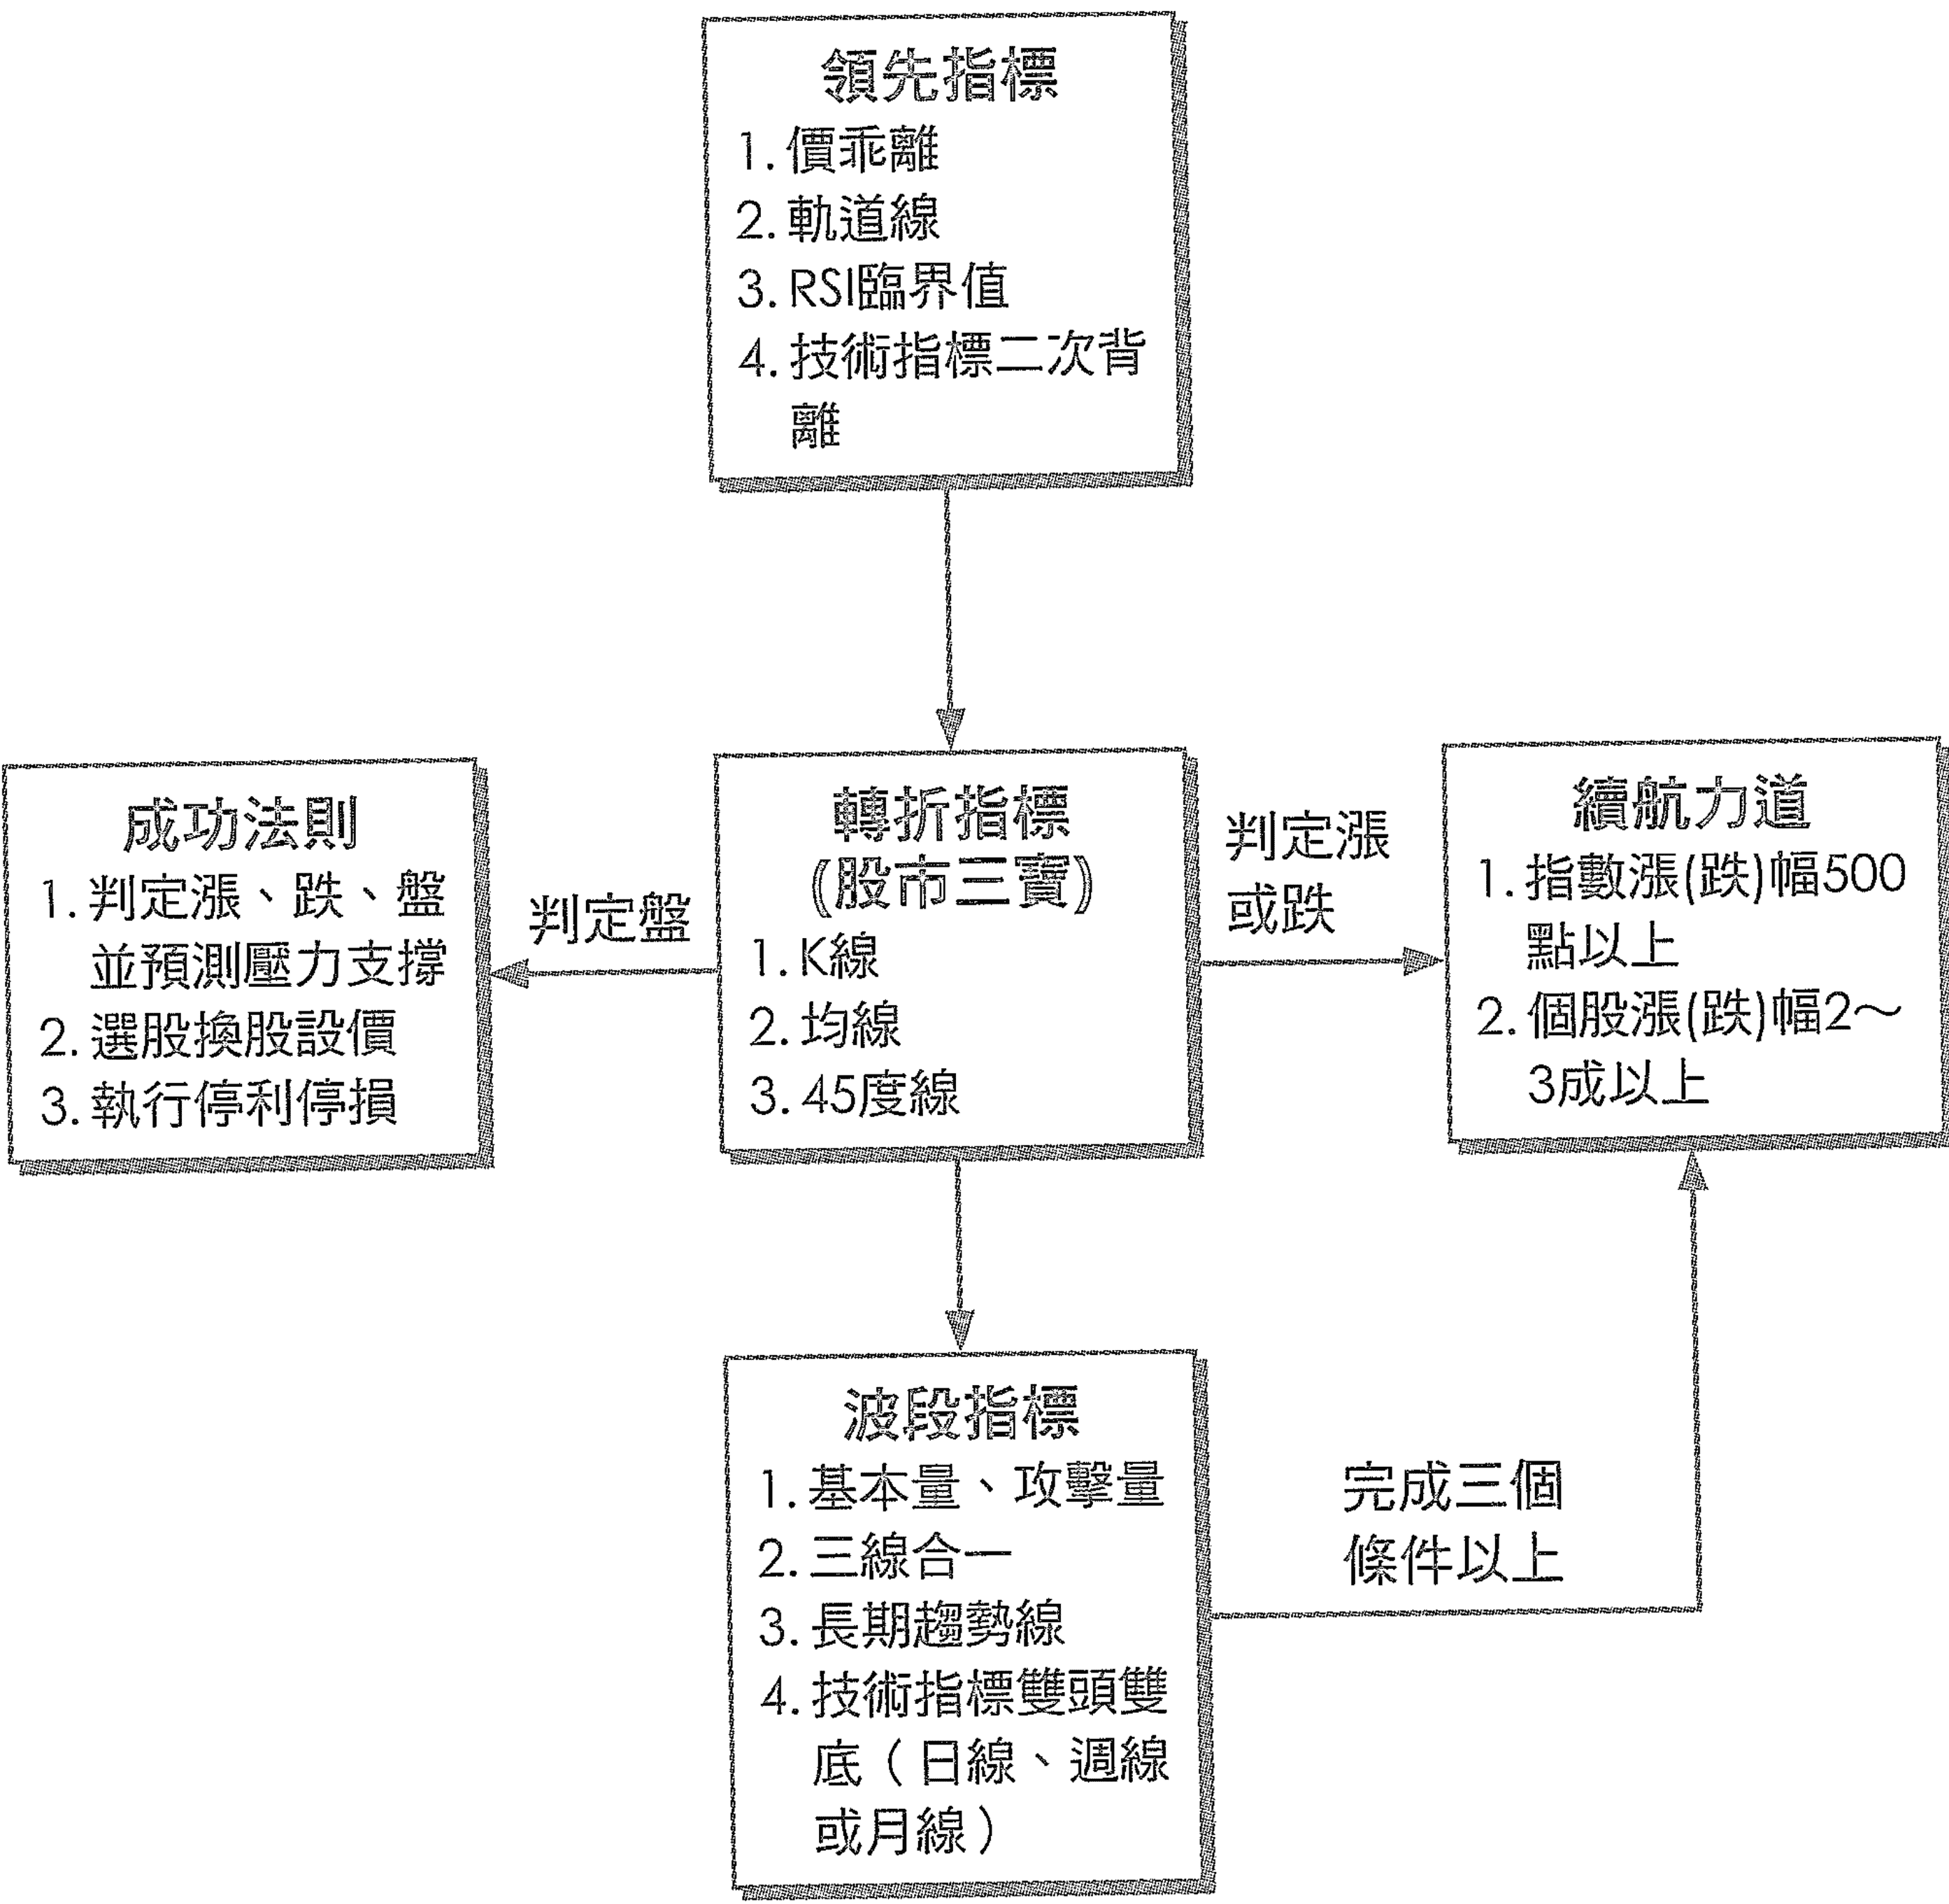 領先指標
1. 價乖離
2. 軌道線
3. RSI臨界值
4. 技術指標二次背
離
成功法則
1. 判定漲、跌、盤
並預測壓力支撐
2. 選股換股設價
3. 執行停利停損
判定盤
轉折指標
(股市三寶)
1. K線
2. 均線
3. 45度線
判定漲
或跌
續航力道
1. 指數漲(跌)幅500
點以上
2. 個股漲(跌)幅2～
3成以上
波段指標
1. 基本量、攻擊量
2. 三線合一
3. 長期趨勢線
4. 技術指標雙頭雙
底（日線、週線
或月線）
完成三個
條件以上